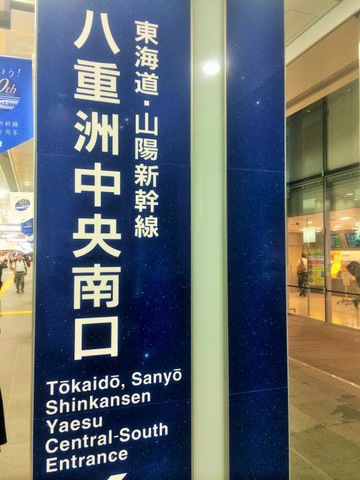 東海道・山陽新幹線
八重洲中央南口
Tōkaidō, Sanyō
Shinkansen
Yaesu
Central-South
Entrance